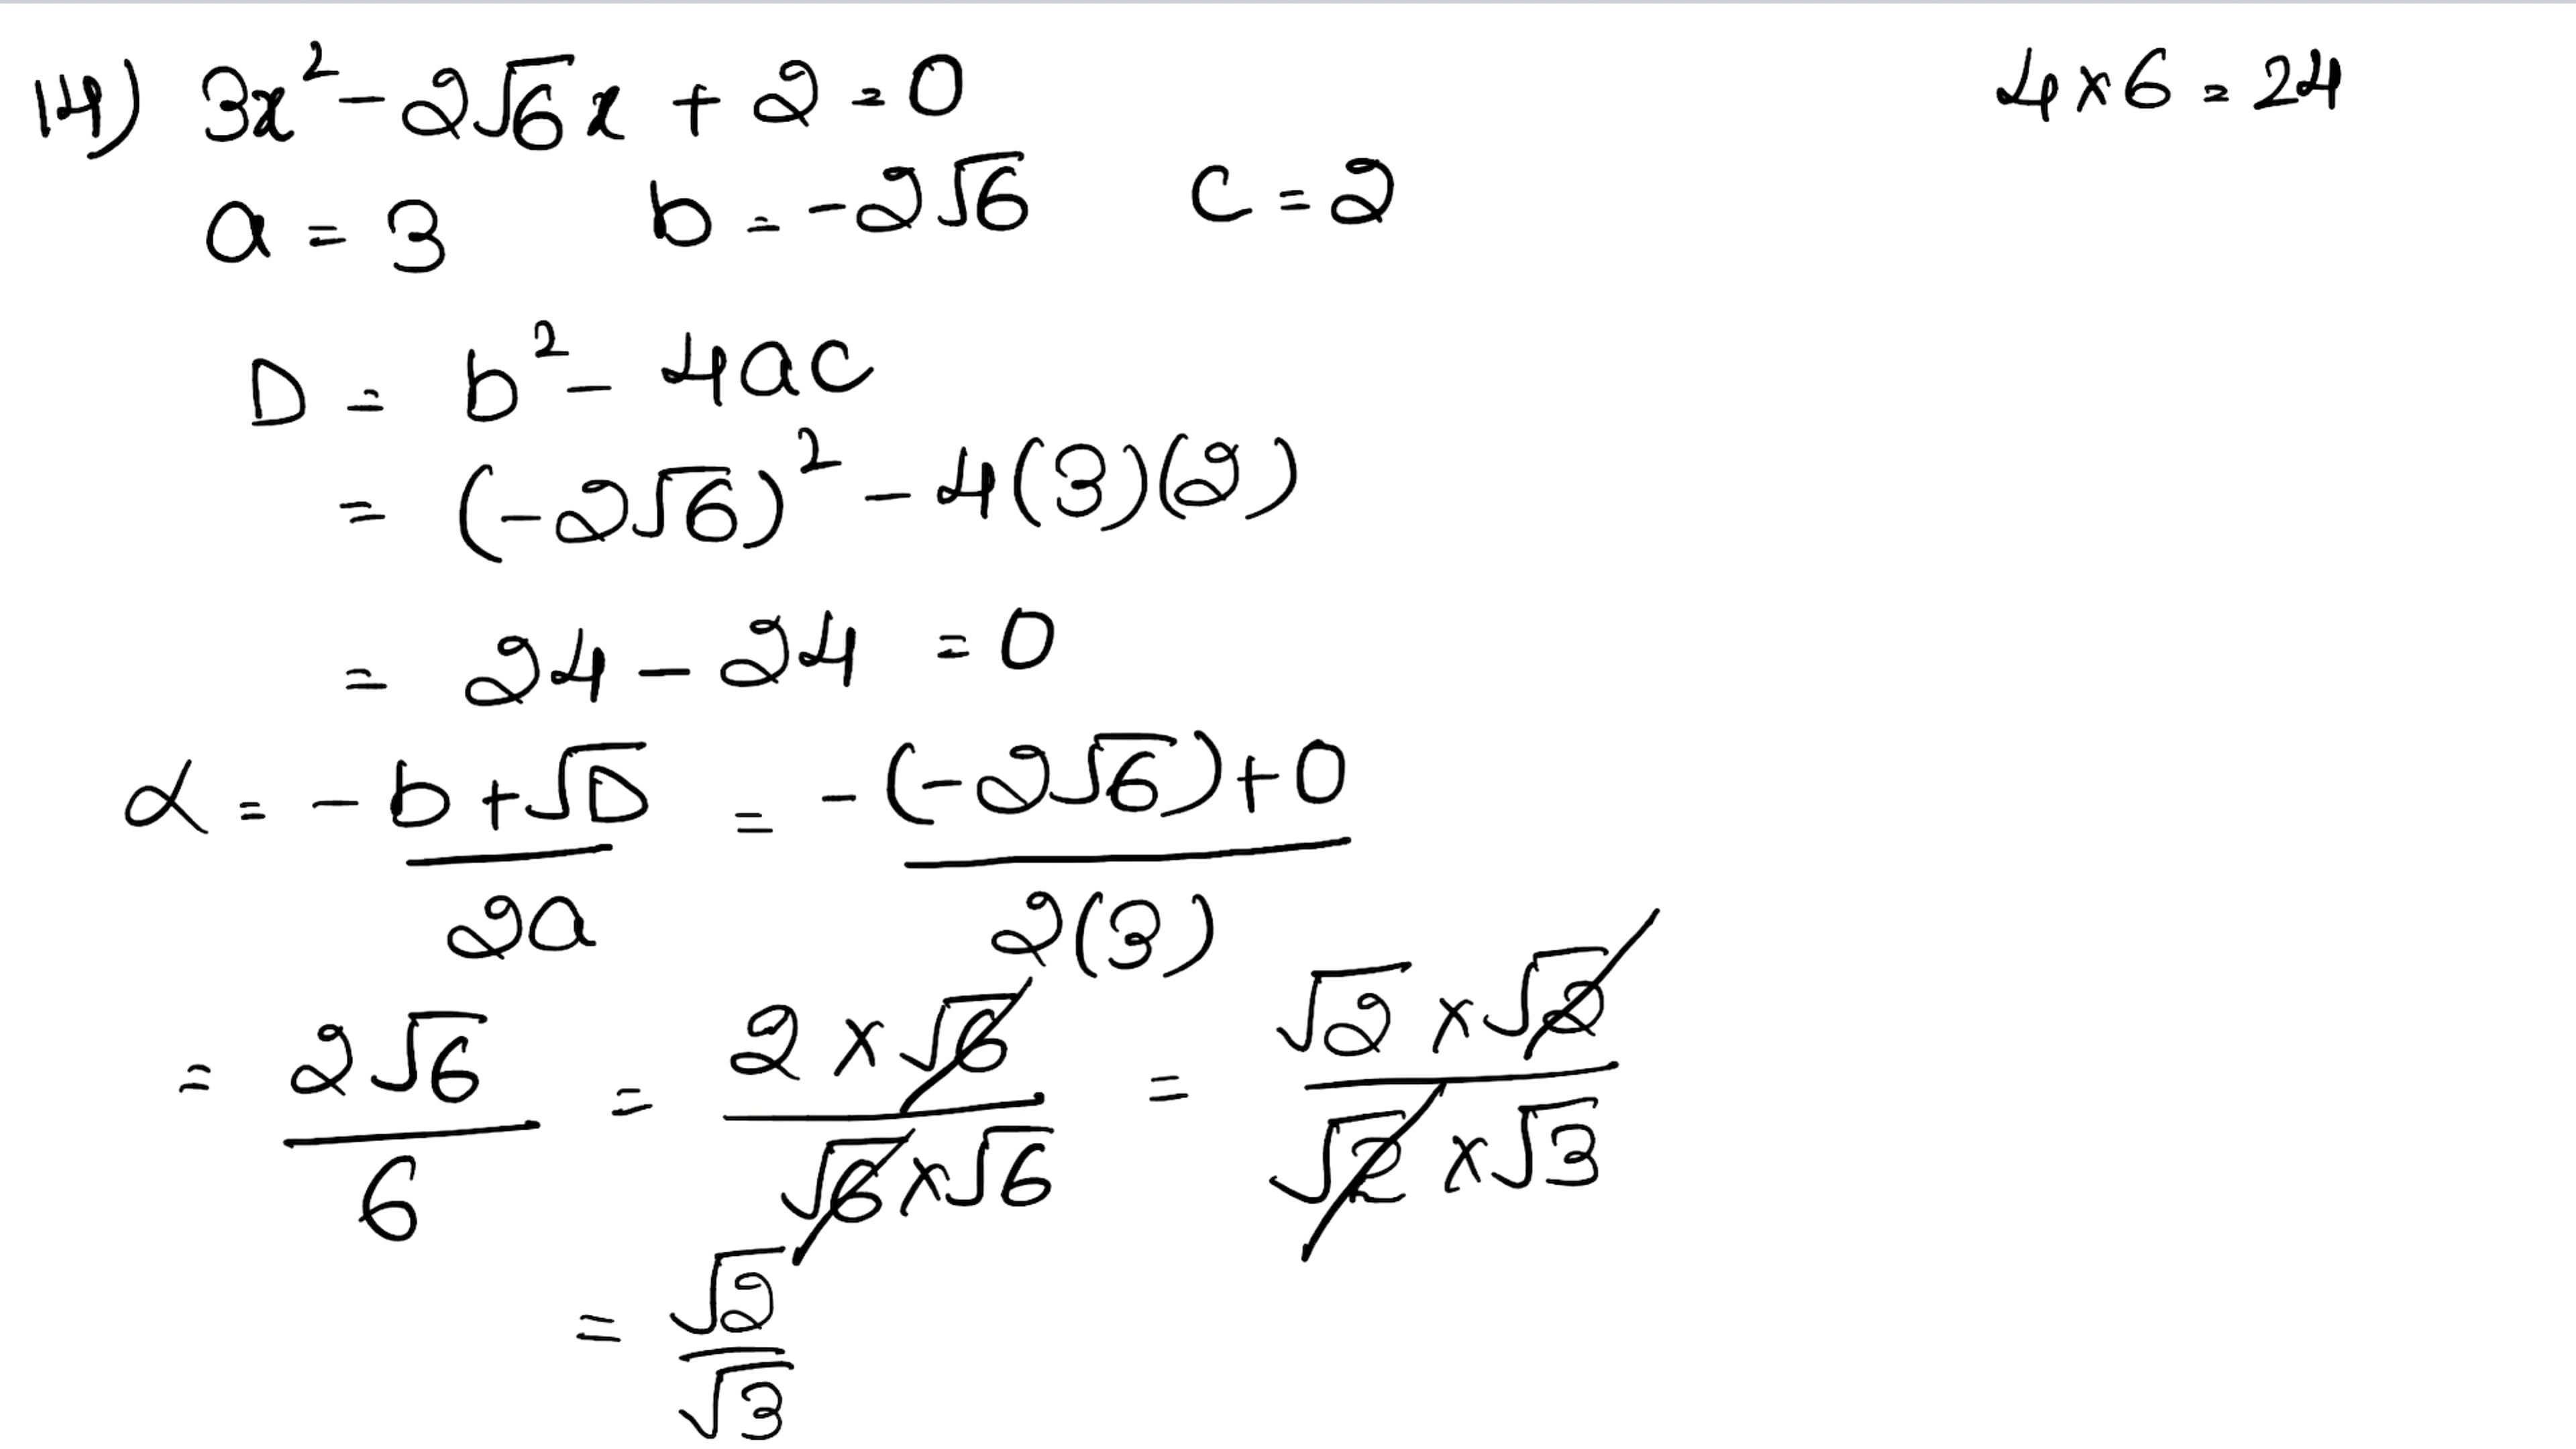 14) 3x² - 2√6 x + 2 = 0
4 × 6 = 24
a = 3 b = -2√6 c = 2
D = b² - 4ac
= (-2√6)² - 4(3)(2)
= 24 - 24 = 0
α = -b + √D / 2a = -(-2√6) + 0 / 2(3)
= 2√6 / 6 = 2 × √6 / √6 × √6 = √2 × √2 / √2 × √3
= √2 / √3